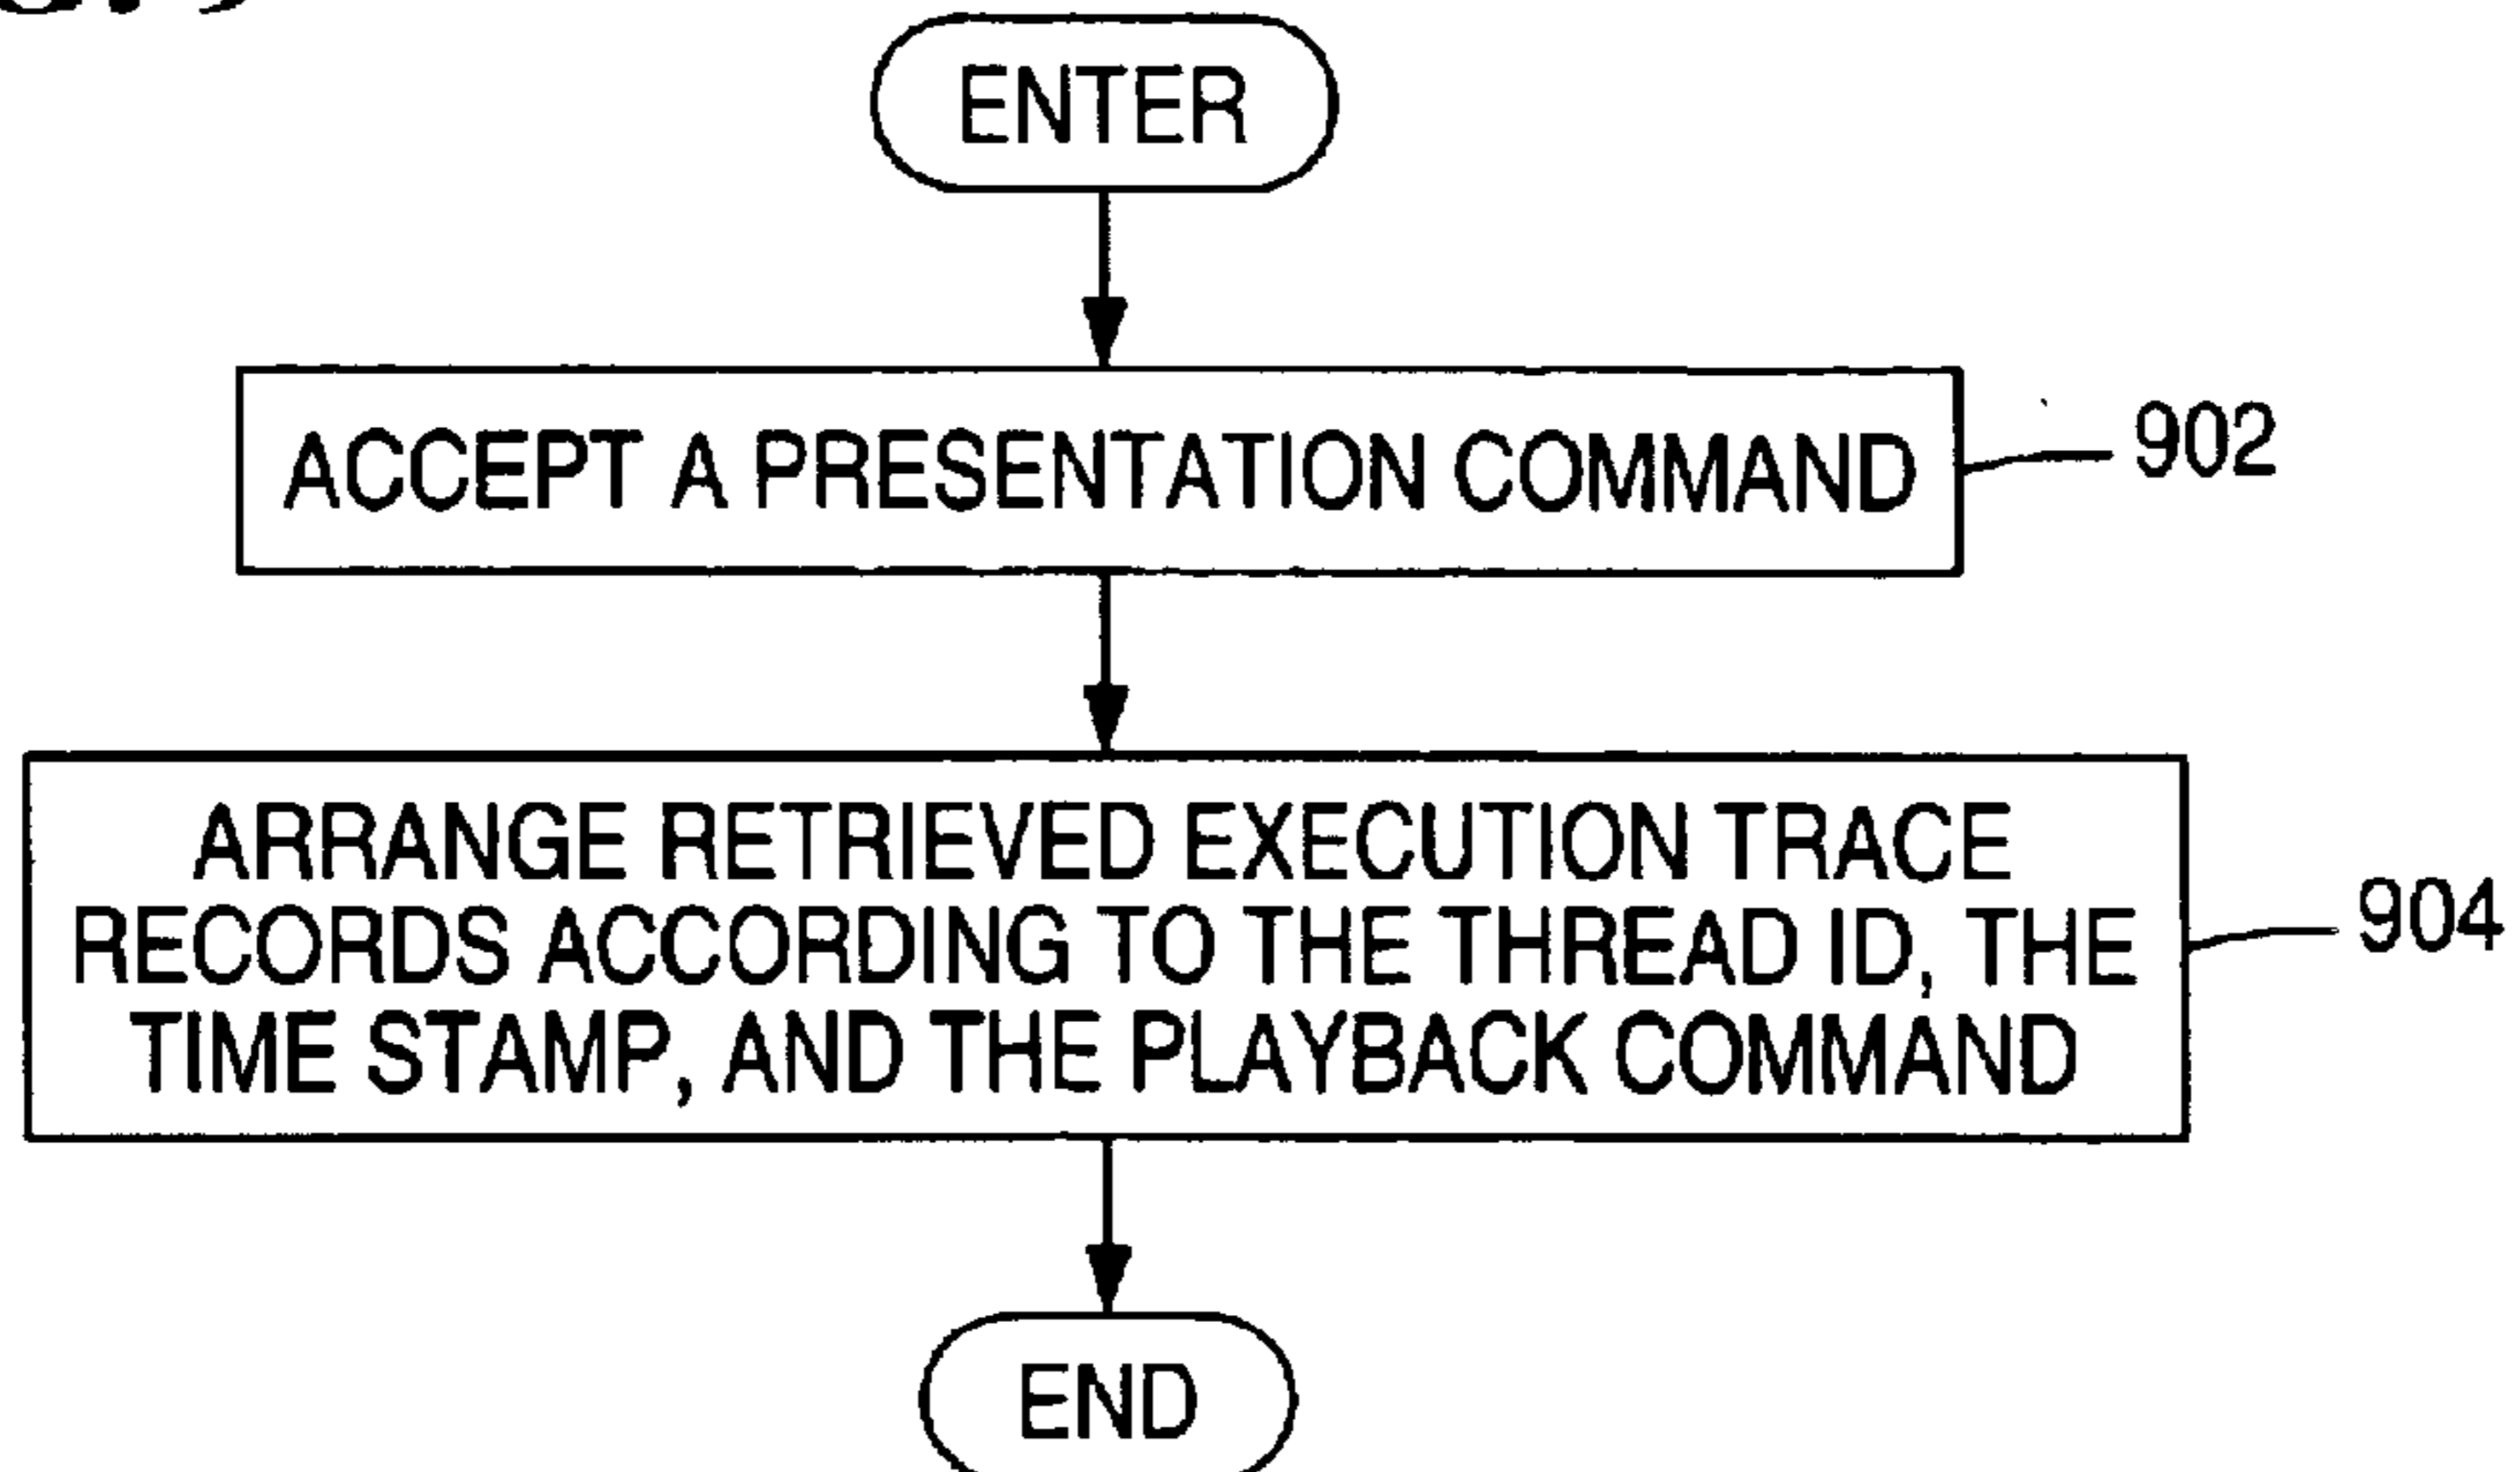 ENTER
ACCEPT A PRESENTATION COMMAND
902
ARRANGE RETRIEVED EXECUTION TRACE
RECORDS ACCORDING TO THE THREAD ID, THE
904
TIME STAMP, AND THE PLAYBACK COMMAND
END